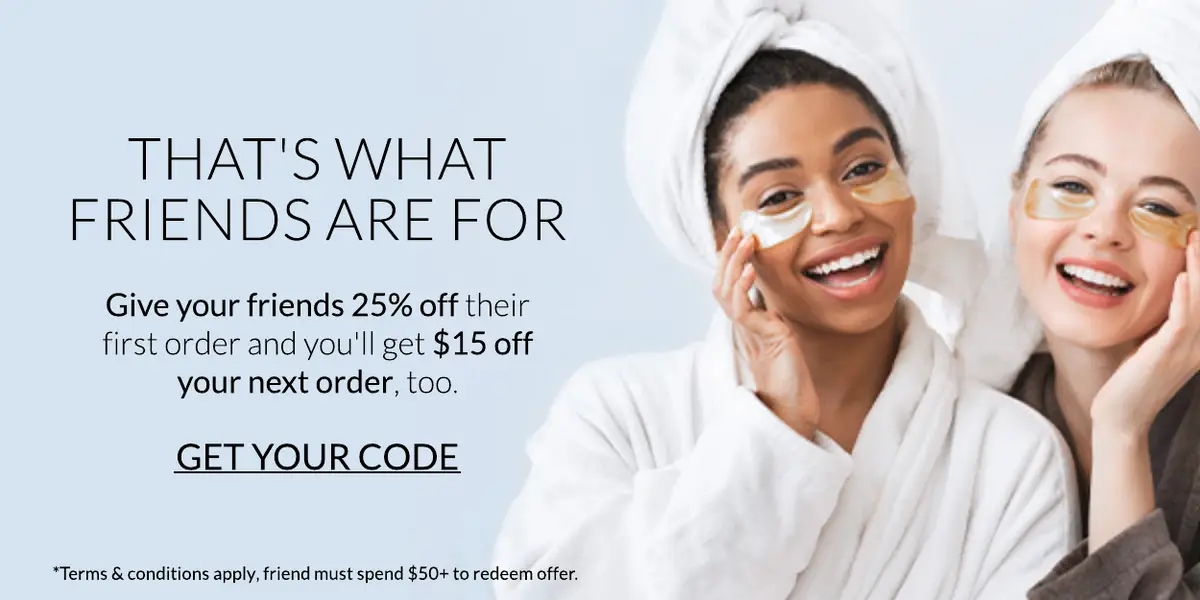 THAT'S WHAT
FRIENDS ARE FOR
Give your friends 25% off their
first order and you'll get $15 off
your next order, too.
GET YOUR CODE
*Terms & conditions apply, friend must spend $50+ to redeem offer.